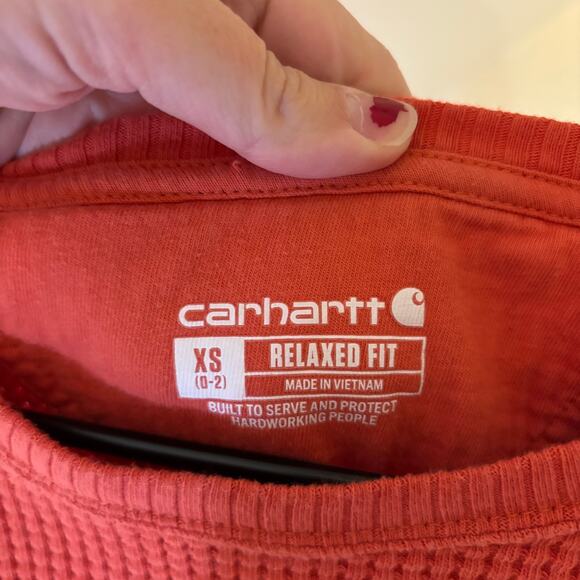 carhartt
XS
(0-2)
RELAXED FIT
MADE IN VIETNAM
BUILT TO SERVE AND PROTECT
HARDWORKING PEOPLE